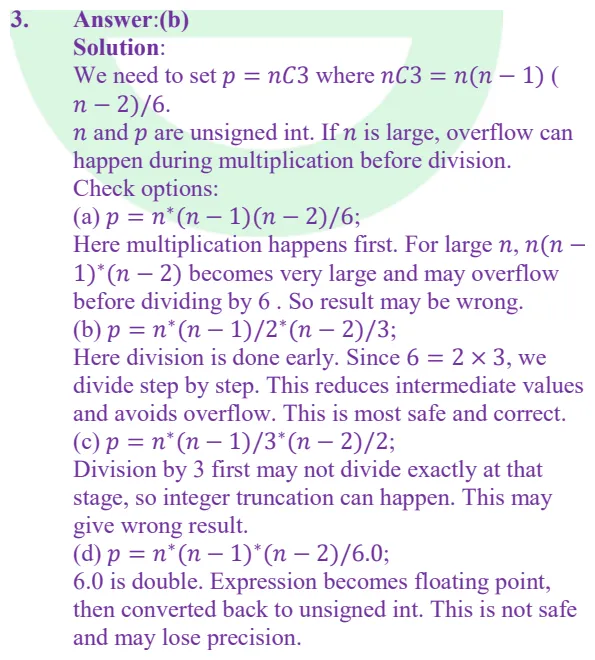 3. Answer:(b)
Solution:
We need to set p = nC3 where nC3 = n(n − 1) (
n − 2)/6.
n and p are unsigned int. If n is large, overflow can
happen during multiplication before division.
Check options:
(a) p = n*(n − 1)(n − 2)/6;
Here multiplication happens first. For large n, n(n −
1)*(n − 2) becomes very large and may overflow
before dividing by 6 . So result may be wrong.
(b) p = n*(n − 1)/2*(n − 2)/3;
Here division is done early. Since 6 = 2 × 3, we
divide step by step. This reduces intermediate values
and avoids overflow. This is most safe and correct.
(c) p = n*(n − 1)/3*(n − 2)/2;
Division by 3 first may not divide exactly at that
stage, so integer truncation can happen. This may
give wrong result.
(d) p = n*(n − 1)*(n − 2)/6.0;
6.0 is double. Expression becomes floating point,
then converted back to unsigned int. This is not safe
and may lose precision.